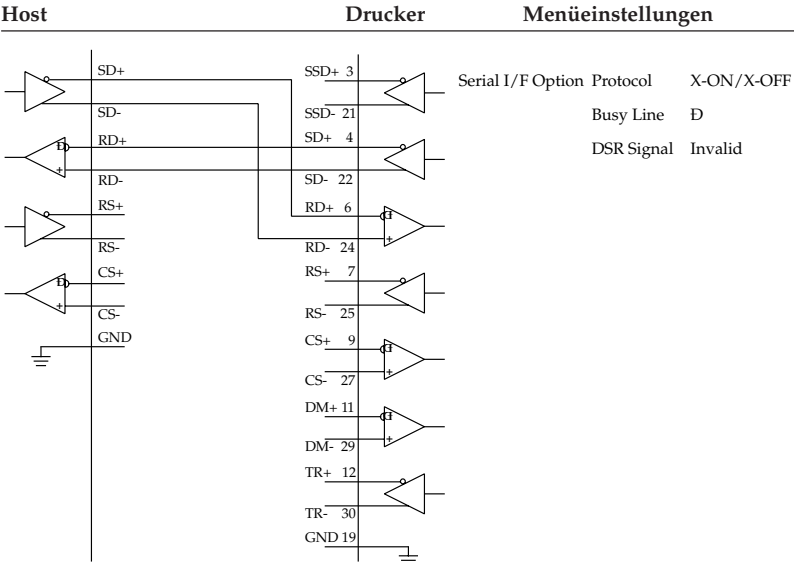 Host Drucker Menüeinstellungen
SD+ SSD+ 3 Serial I/F Option Protocol X-ON/X-OFF
SD- SSD- 21 Busy Line Ð
RD+ SD+ 4 DSR Signal Invalid
RD- SD- 22
RS+ RD+ 6
RS- RD- 24
CS+ RS+ 7
CS- RS- 25
GND CS+ 9
CS- 27
DM+ 11
DM- 29
TR+ 12
TR- 30
GND 19